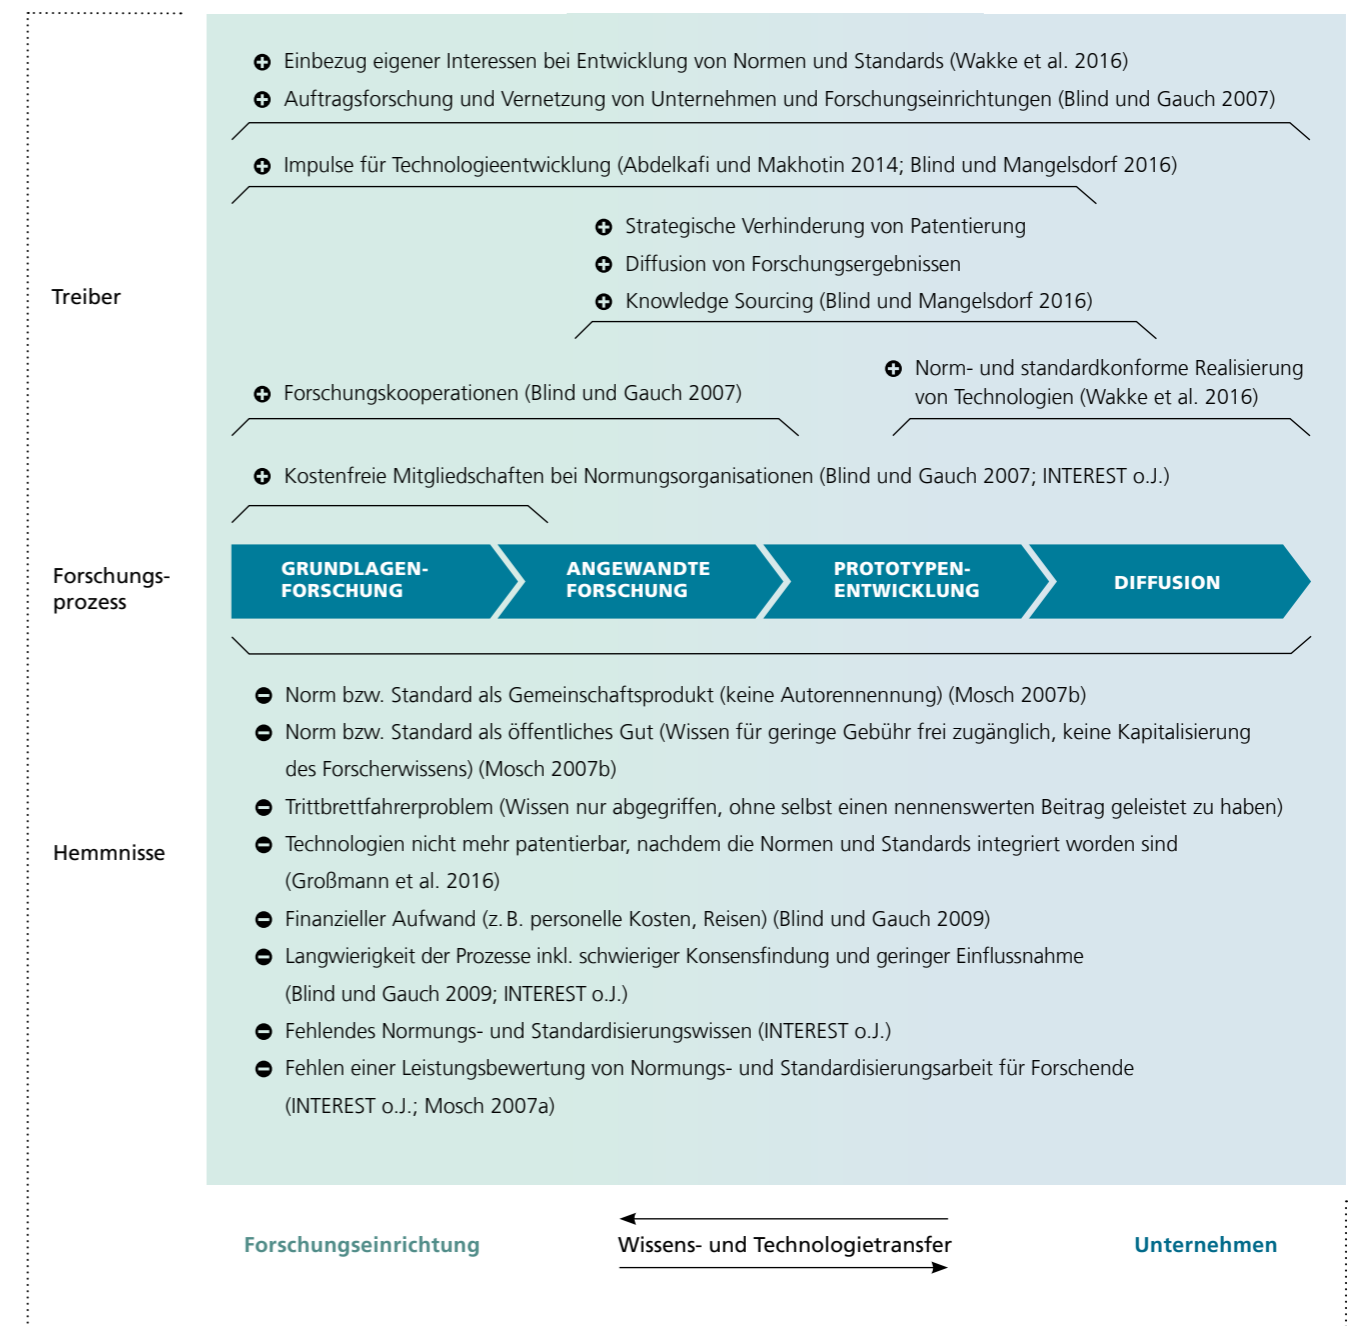 Einbezug eigener Interessen bei Entwicklung von Normen und Standards (Wakke et al. 2016)
Auftragsforschung und Vernetzung von Unternehmen und Forschungseinrichtungen (Blind und Gauch 2007)
Impulse für Technologieentwicklung (Abdelkafi und Makhotin 2014; Blind und Mangelsdorf 2016)
Strategische Verhinderung von Patentierung
Diffusion von Forschungsergebnissen
Treiber
Knowledge Sourcing (Blind und Mangelsdorf 2016)
Norm- und standardkonforme Realisierung
von Technologien (Wakke et al. 2016)
Forschungskooperationen (Blind und Gauch 2007)
Kostenfreie Mitgliedschaften bei Normungsorganisationen (Blind und Gauch 2007; INTEREST o.J.)
Forschungs-
prozess
GRUNDLAGEN-
FORSCHUNG
ANGEWANDTE
FORSCHUNG
PROTOTYPEN-
ENTWICKLUNG
DIFFUSION
Norm bzw. Standard als Gemeinschaftsprodukt (keine Autorennennung) (Mosch 2007b)
Norm bzw. Standard als öffentliches Gut (Wissen für geringe Gebühr frei zugänglich, keine Kapitalisierung
des Forscherwissens) (Mosch 2007b)
Trittbrettfahrerproblem (Wissen nur abgegriffen, ohne selbst einen nennenswerten Beitrag geleistet zu haben)
Hemmnisse
Technologien nicht mehr patentierbar, nachdem die Normen und Standards integriert worden sind
(Großmann et al. 2016)
Finanzieller Aufwand (z. B. personelle Kosten, Reisen) (Blind und Gauch 2009)
Langwierigkeit der Prozesse inkl. schwieriger Konsensfindung und geringer Einflussnahme
(Blind und Gauch 2009; INTEREST o.J.)
Fehlendes Normungs- und Standardisierungswissen (INTEREST o.J.)
Fehlen einer Leistungsbewertung von Normungs- und Standardisierungsarbeit für Forschende
(INTEREST o.J.; Mosch 2007a)
Forschungseinrichtung
Wissens- und Technologietransfer
Unternehmen